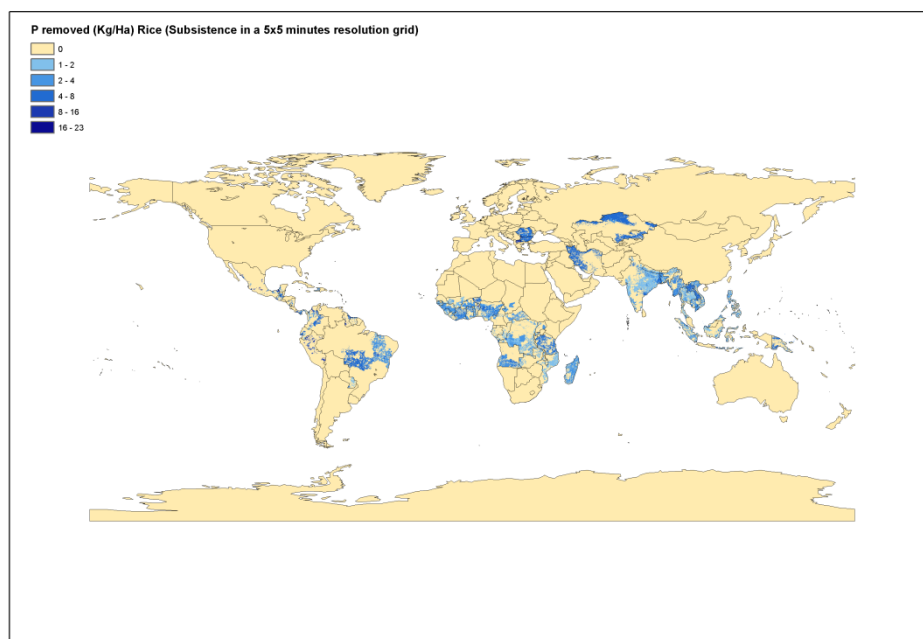 P removed (Kg/Ha) Rice (Subsistence in a 5x5 minutes resolution grid)
0
1 - 2
2 - 4
4 - 8
8 - 16
16 - 23